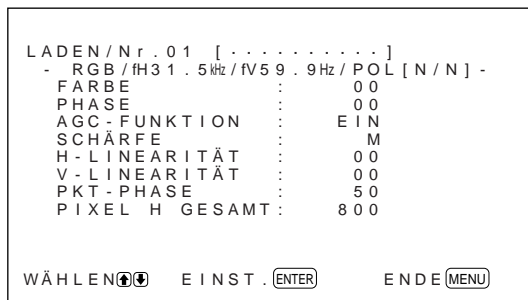 LADEN/Nr.01 [··········]
- RGB/fH31.5kHz/fV59.9Hz/POL[N/N]-
FARBE : 00
PHASE : 00
AGC-FUNKTION : EIN
SCHÄRFE M
H-LINEARITÄT : 00
V-LINEARITÄT : 00
PKT-PHASE : 50
PIXEL H GESAMT: 800
WÄHLEN⬆⬇ EINST.ENTER ENDE MENU